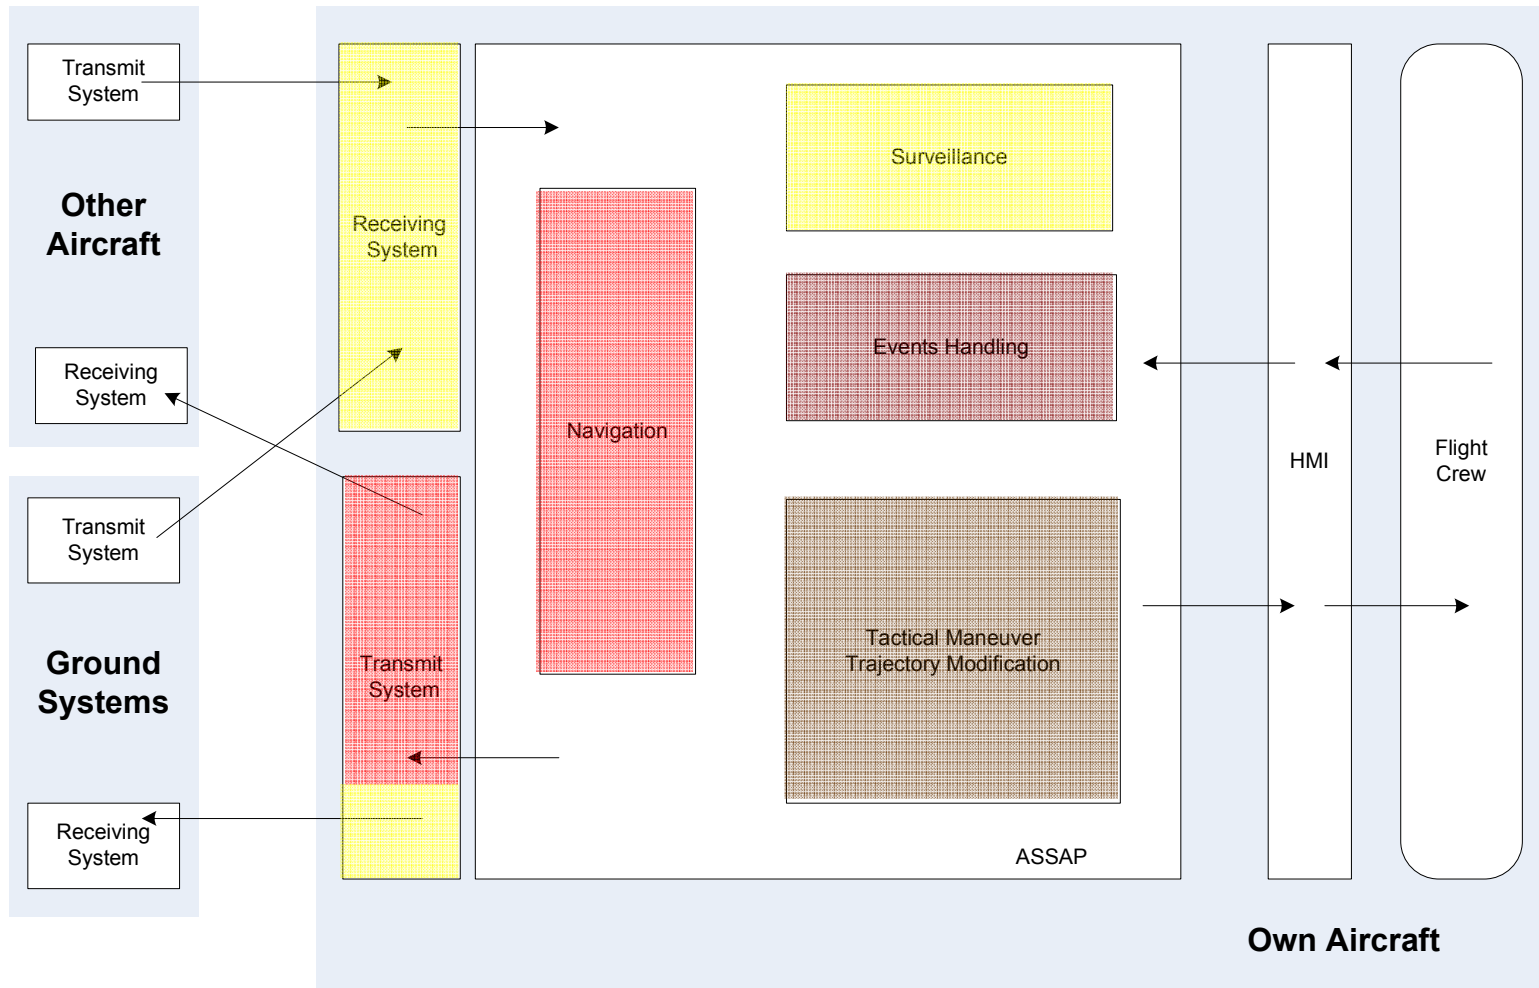 Transmit
System
Other
Aircraft
Receiving
System
Transmit
System
Ground
Systems
Receiving
System
Receiving
System
Transmit
System
Navigation
Surveillance
Events Handling
Tactical Maneuver
Trajectory Modification
ASSAP
HMI
Flight
Crew
Own Aircraft